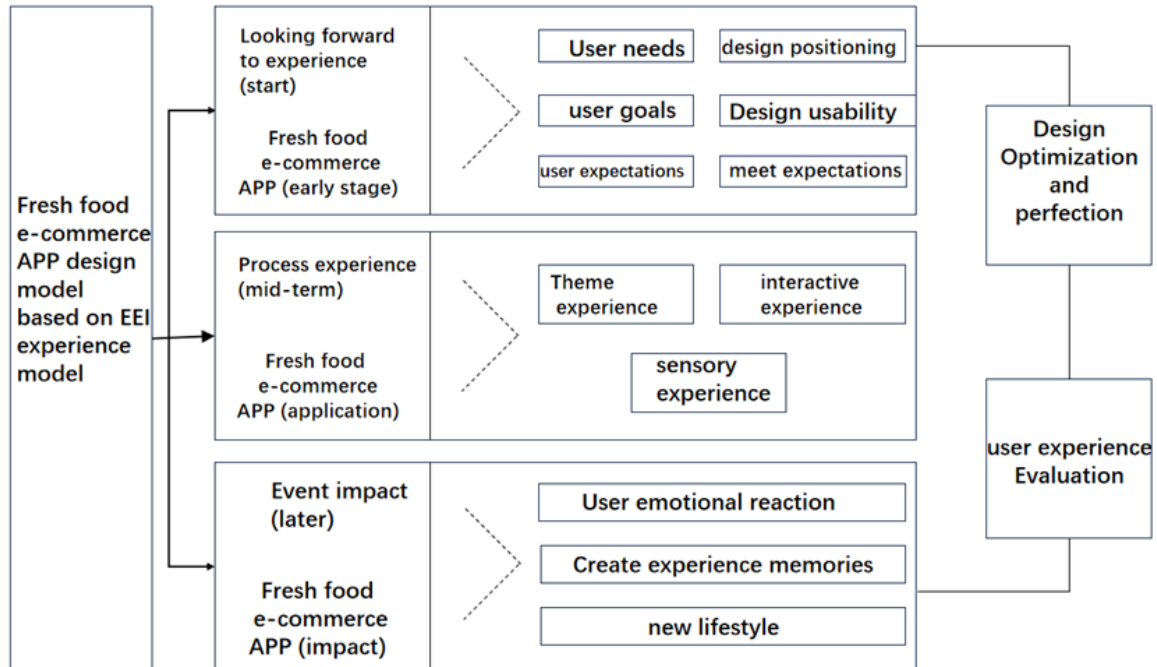 Fresh food
e-commerce
APP design
model
based on EEI
experience
model
Looking forward
to experience
(start)
Fresh food
e-commerce
APP (early stage)
User needs
design positioning
user goals
Design usability
user expectations
meet expectations
Process experience
(mid-term)
Fresh food
e-commerce
APP (application)
Theme
experience
interactive
experience
sensory
experience
Event impact
(later)
Fresh food
e-commerce
APP (impact)
User emotional reaction
Create experience memories
new lifestyle
Design
Optimization
and
perfection
user experience
Evaluation